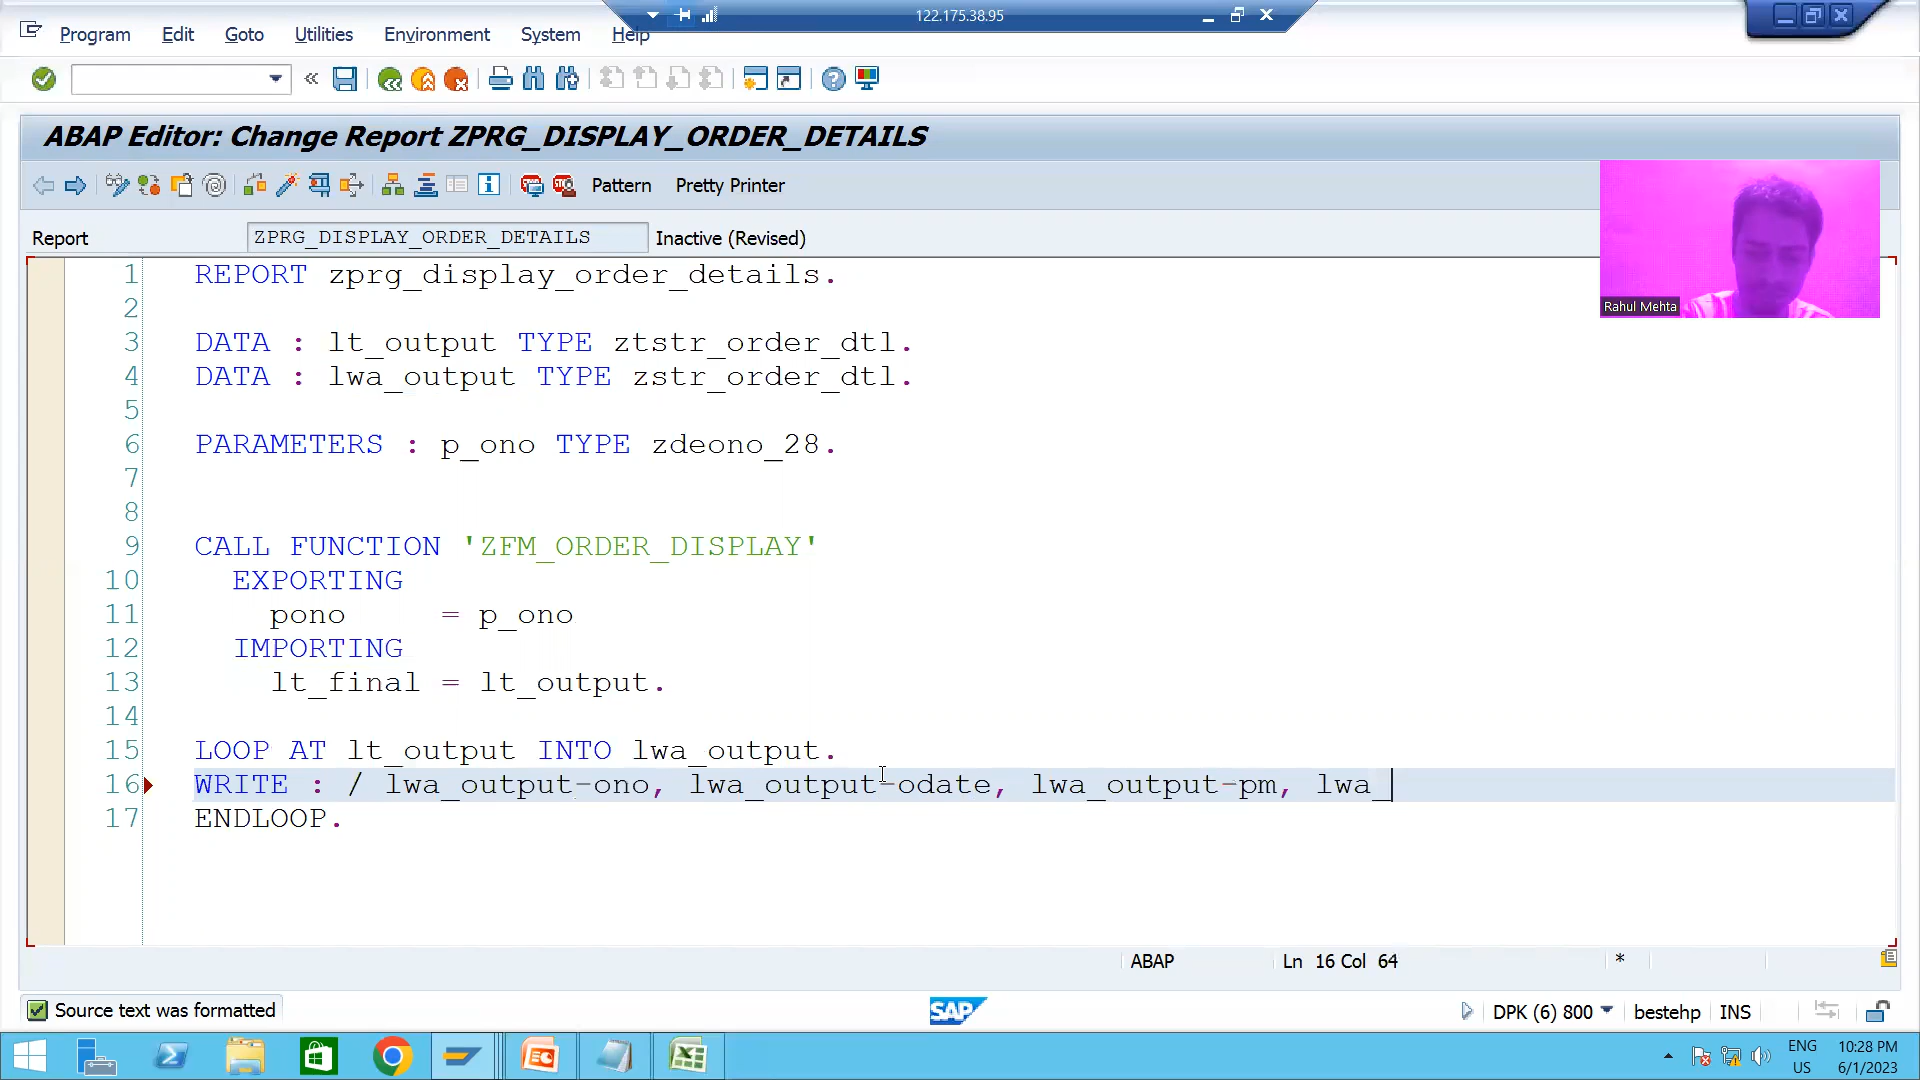 122.175.38.95
Program Edit Goto Utilities Environment System Help
ABAP Editor: Change Report ZPRG_DISPLAY_ORDER_DETAILS
Pattern Pretty Printer
Report ZPRG_DISPLAY_ORDER_DETAILS Inactive (Revised)
Rahul Mehta
1 REPORT zprg_display_order_details.
2
3 DATA : lt_output TYPE ztstr_order_dtl.
4 DATA : lwa_output TYPE zstr_order_dtl.
5
6 PARAMETERS : p_ono TYPE zdeono_28.
7
8
9 CALL FUNCTION 'ZFM_ORDER_DISPLAY'
10 EXPORTING
11 pono = p_ono
12 IMPORTING
13 lt_final = lt_output.
14
15 LOOP AT lt_output INTO lwa_output.
16 WRITE : / lwa_output-ono, lwa_output-odate, lwa_output-pm, lwa_
17 ENDLOOP.
ABAP Ln 16 Col 64 *
Source text was formatted
SAP
DPK (6) 800 bestehp INS
ENG 10:28 PM
US 6/1/2023